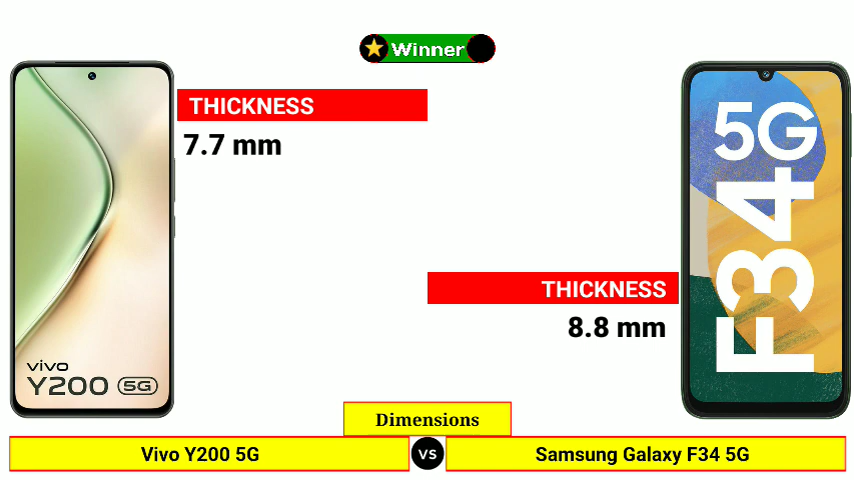 Winner
THICKNESS
7.7 mm
THICKNESS
8.8 mm
vivo
Y200 5G
5G
F34
Dimensions
Vivo Y200 5G
VS
Samsung Galaxy F34 5G